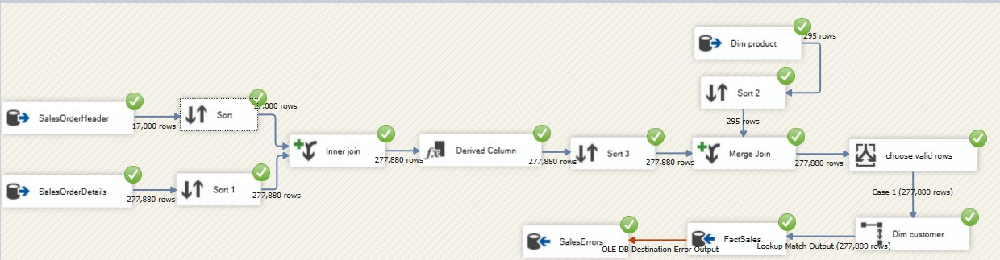 Dim product
295 rows
Sort 2
295 rows
SalesOrderHeader
17,000 rows
Sort
,000 rows
SalesOrderDetails
277,880 rows
Sort 1
277,880 rows
Inner join
277,880 rows
Derived Column
277,880 rows
Sort 3
277,880 rows
Merge Join
277,880 rows
choose valid rows
Case 1 (277,880 rows)
Dim customer
Lookup Match Output (277,880 rows)
FactSales
OLE DB Destination Error Output
SalesErrors